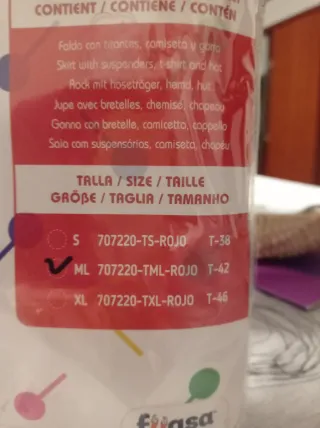 CONTIENT / CONTIENE / CONTÉN
Falda con tirantes, camiseta y gorro
Skirt with suspenders, t-shirt and hat
Rock mit hoseträger, hemd, hut
Jupe avec bretelles, chemise, chapeau
Gonna con bretelle, camicetta, cappello
Saia com suspensórios, camiseta, chapéu
TALLA / SIZE / TAILLE
GRÖßE / TAGLIA / TAMANHO
S 707220-TS-ROJO T-38
ML 707220-TML-ROJO T-42
XL 707220-TXL-ROJO T-46